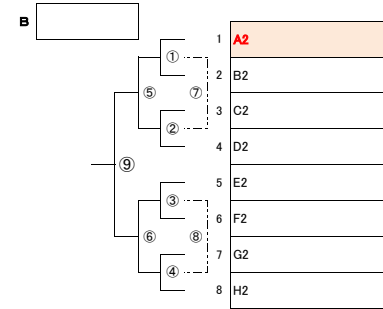 B
1 A2
①
2 B2
⑤ ⑦
3 C2
②
4 D2
⑨
5 E2
③
6 F2
⑥ ⑧
7 G2
④
8 H2